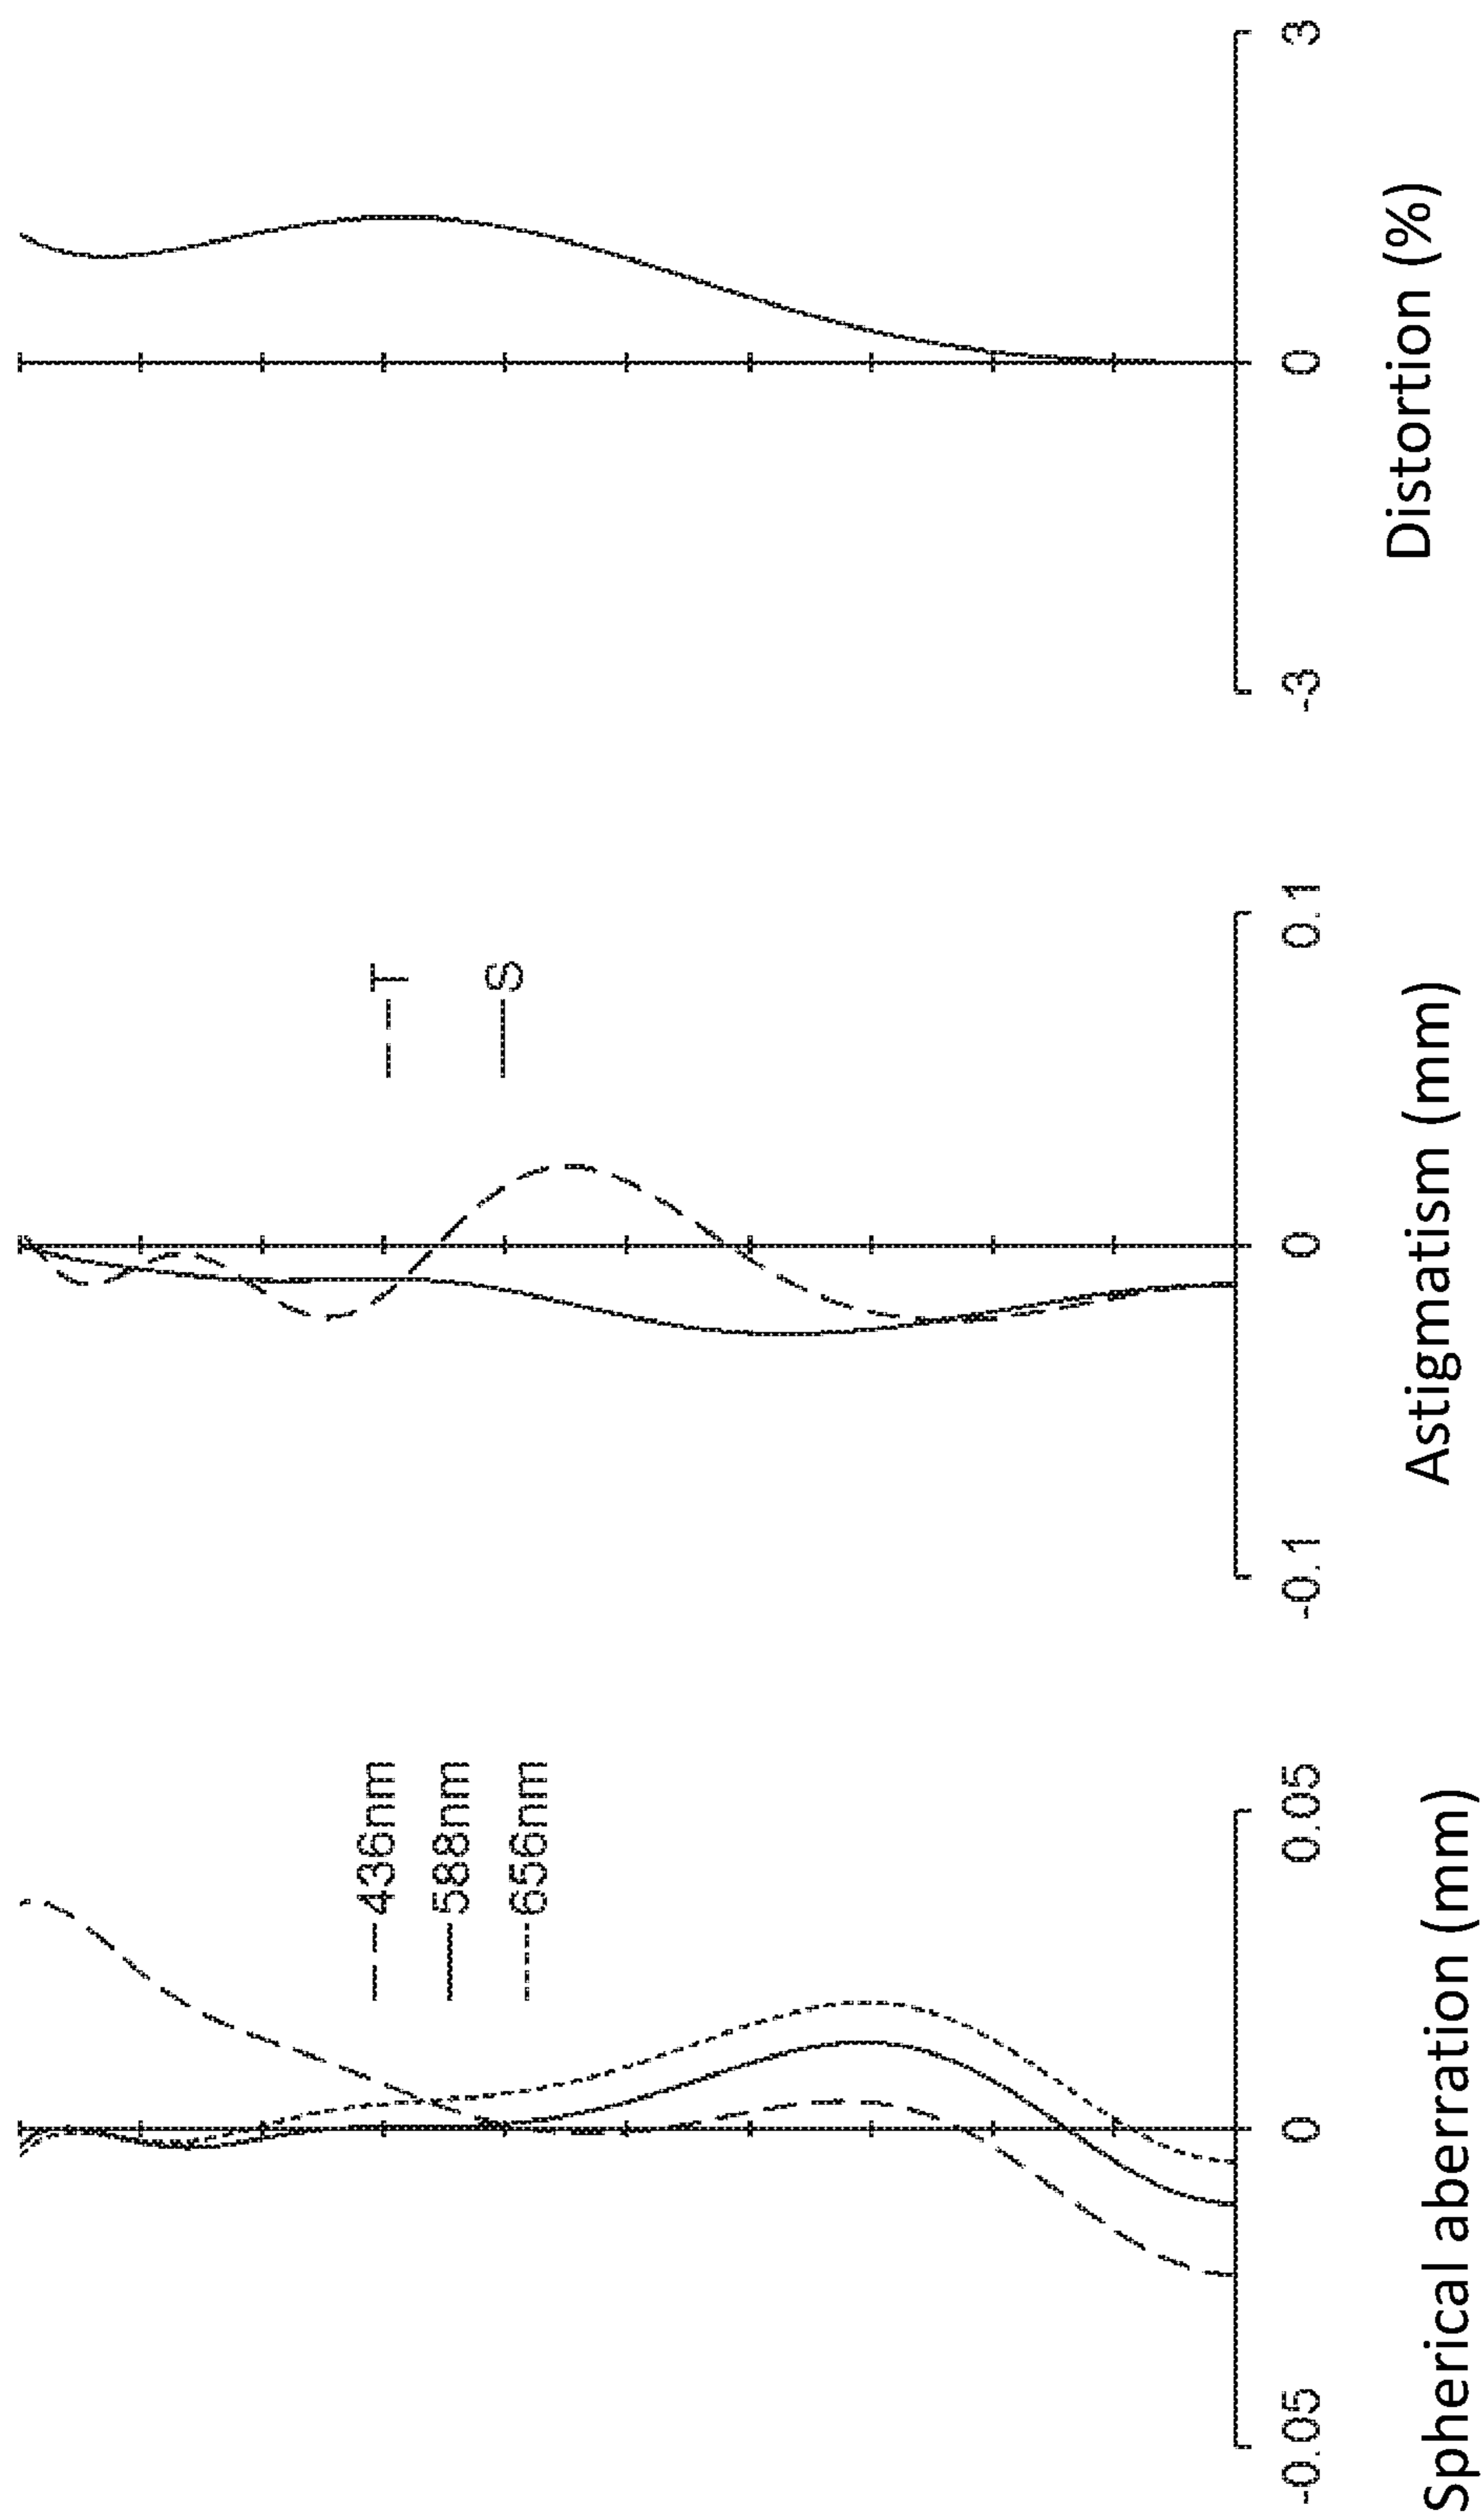 436nm
588nm
656nm
-0.05 0 0.05
Spherical aberration (mm)
T
S
-0.1 0 0.1
Astigmatism (mm)
-3 0 3
Distortion (%)